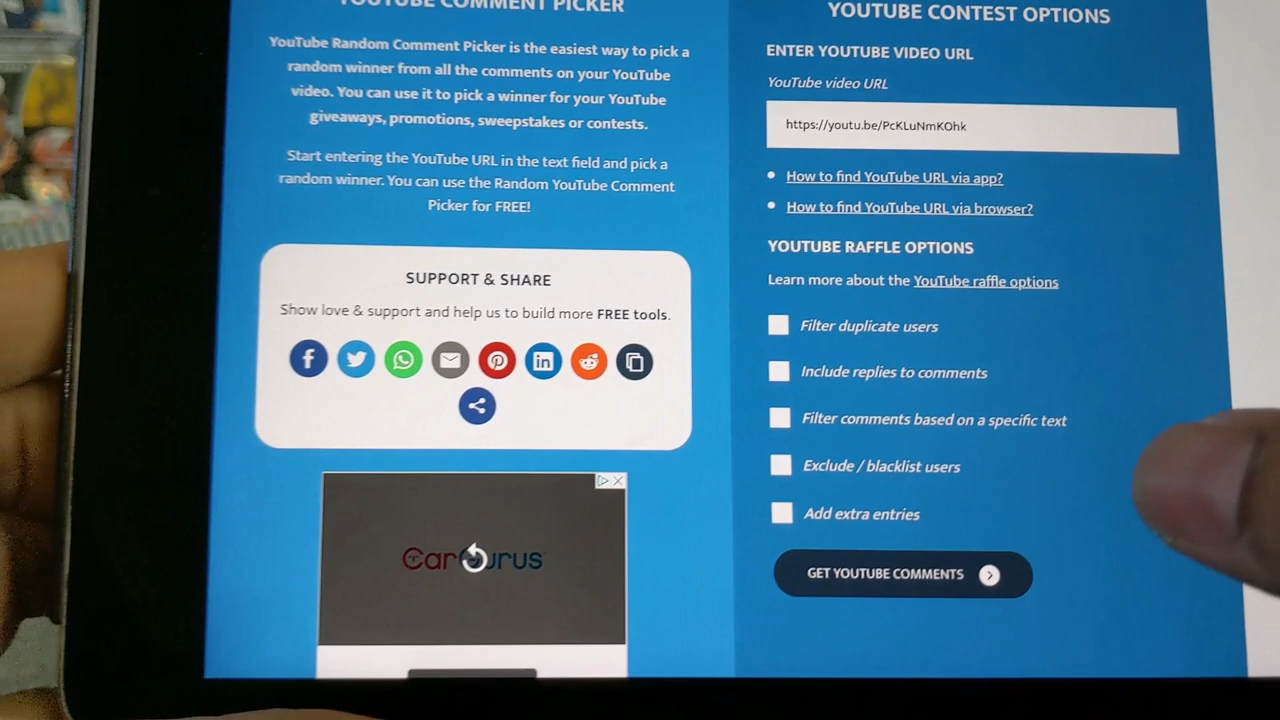 YOUTUBE COMMENT PICKER
YouTube Random Comment Picker is the easiest way to pick a
random winner from all the comments on your YouTube
video. You can use it to pick a winner for your YouTube
giveaways, promotions, sweepstakes or contests.
Start entering the YouTube URL in the text field and pick a
random winner. You can use the Random YouTube Comment
Picker for FREE!
SUPPORT & SHARE
Show love & support and help us to build more FREE tools.
CarGurus
YOUTUBE CONTEST OPTIONS
ENTER YOUTUBE VIDEO URL
YouTube video URL
https://youtu.be/PcKLuNmKOhk
How to find YouTube URL via app?
How to find YouTube URL via browser?
YOUTUBE RAFFLE OPTIONS
Learn more about the YouTube raffle options
Filter duplicate users
Include replies to comments
Filter comments based on a specific text
Exclude / blacklist users
Add extra entries
GET YOUTUBE COMMENTS